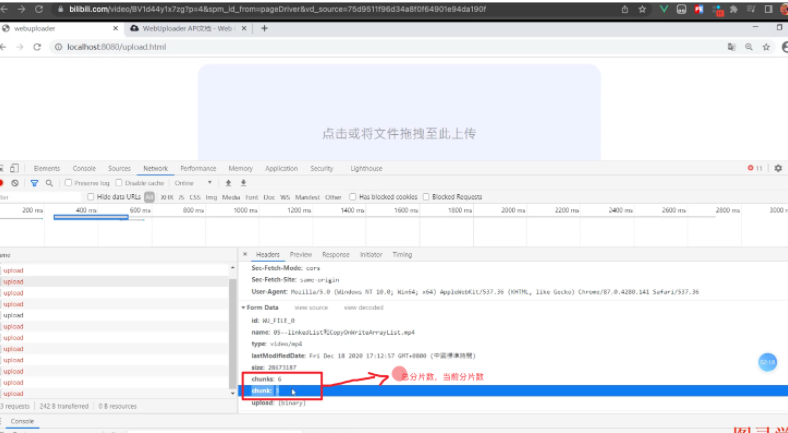 bilibili.com/video/BV1d44y1x7zg?p=4&spm_id_from=pageDriver&vd_source=75d9511f96d34a8f0f64901e94da190f
webuploader
WebUploader API文档 - Web
localhost:8080/upload.html
点击或将文件拖拽至此上传
Elements Console Sources Network Performance Memory Application Security Lighthouse 11
Preserve log Disable cache Online
Hide data URLs All XHR JS CSS Img Media Font Doc WS Manifest Other Has blocked cookies Blocked Requests
200 ms 400 ms 600 ms 800 ms 1000 ms 1200 ms 1400 ms 1600 ms 1800 ms 2000 ms 2200 ms 2400 ms 2600 ms 2800 ms 3000
Headers Preview Response Initiator Timing
upload
upload
upload
upload
upload
upload
upload
upload
upload
upload
upload
upload
Sec-Fetch-Mode: cors
Sec-Fetch-Site: same-origin
User-Agent: Mozilla/5.0 (Windows NT 10.0; Win64; x64) AppleWebKit/537.36 (KHTML, like Gecko) Chrome/87.0.4280.141 Safari/537.36
Form Data view source view decoded
id: WU_FILE_0
name: 05--linkedList和CopyOnWriteArrayList.mp4
type: video/mp4
lastModifiedDate: Fri Dec 18 2020 17:12:57 GMT+0800 (中国標準時間)
size: 28673187
chunks: 6
chunk:
upload: (binary)
总分片数，当前分片数
3 requests 242 B transferred 0 B resources
Console